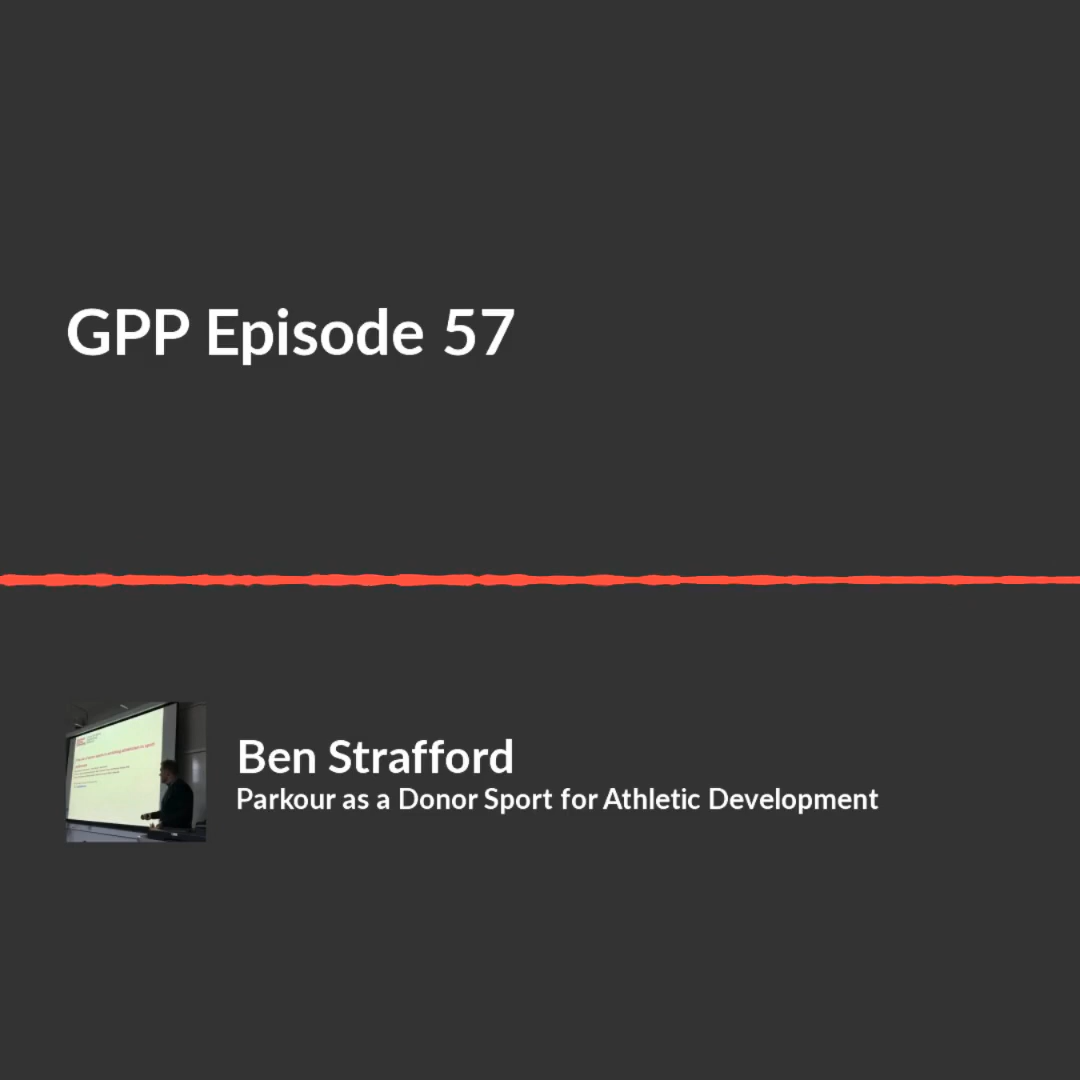 GPP Episode 57
Ben Strafford
Parkour as a Donor Sport for Athletic Development